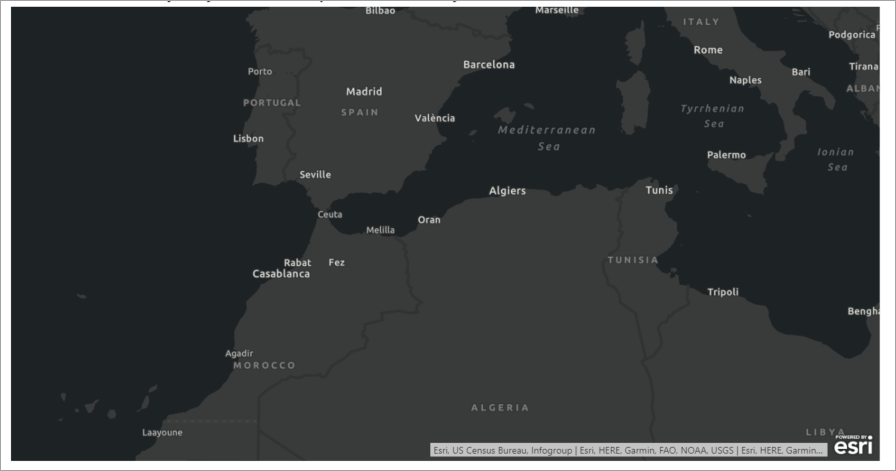 Bilbao
Marseille
ITALY
Podgorica
Rome
Barcelona
Tirana
Porto
Bari
Naples
Madrid
ALBAN
PORTUGAL
SPAIN
València
Tyrrhenian
Sea
Mediterranean
Sea
Lisbon
Palermo
Ionian
Sea
Seville
Algiers
Tunis
Ceuta
Oran
Melilla
TUNISIA
Rabat
Fez
Casablanca
Tripoli
Bengha
Agadir
MOROCCO
ALGERIA
Laayoune
LIBYA
POWERED BY
esri
Esri, US Census Bureau, Infogroup | Esri, HERE, Garmin, FAO, NOAA, USGS | Esri, HERE, Garmin...